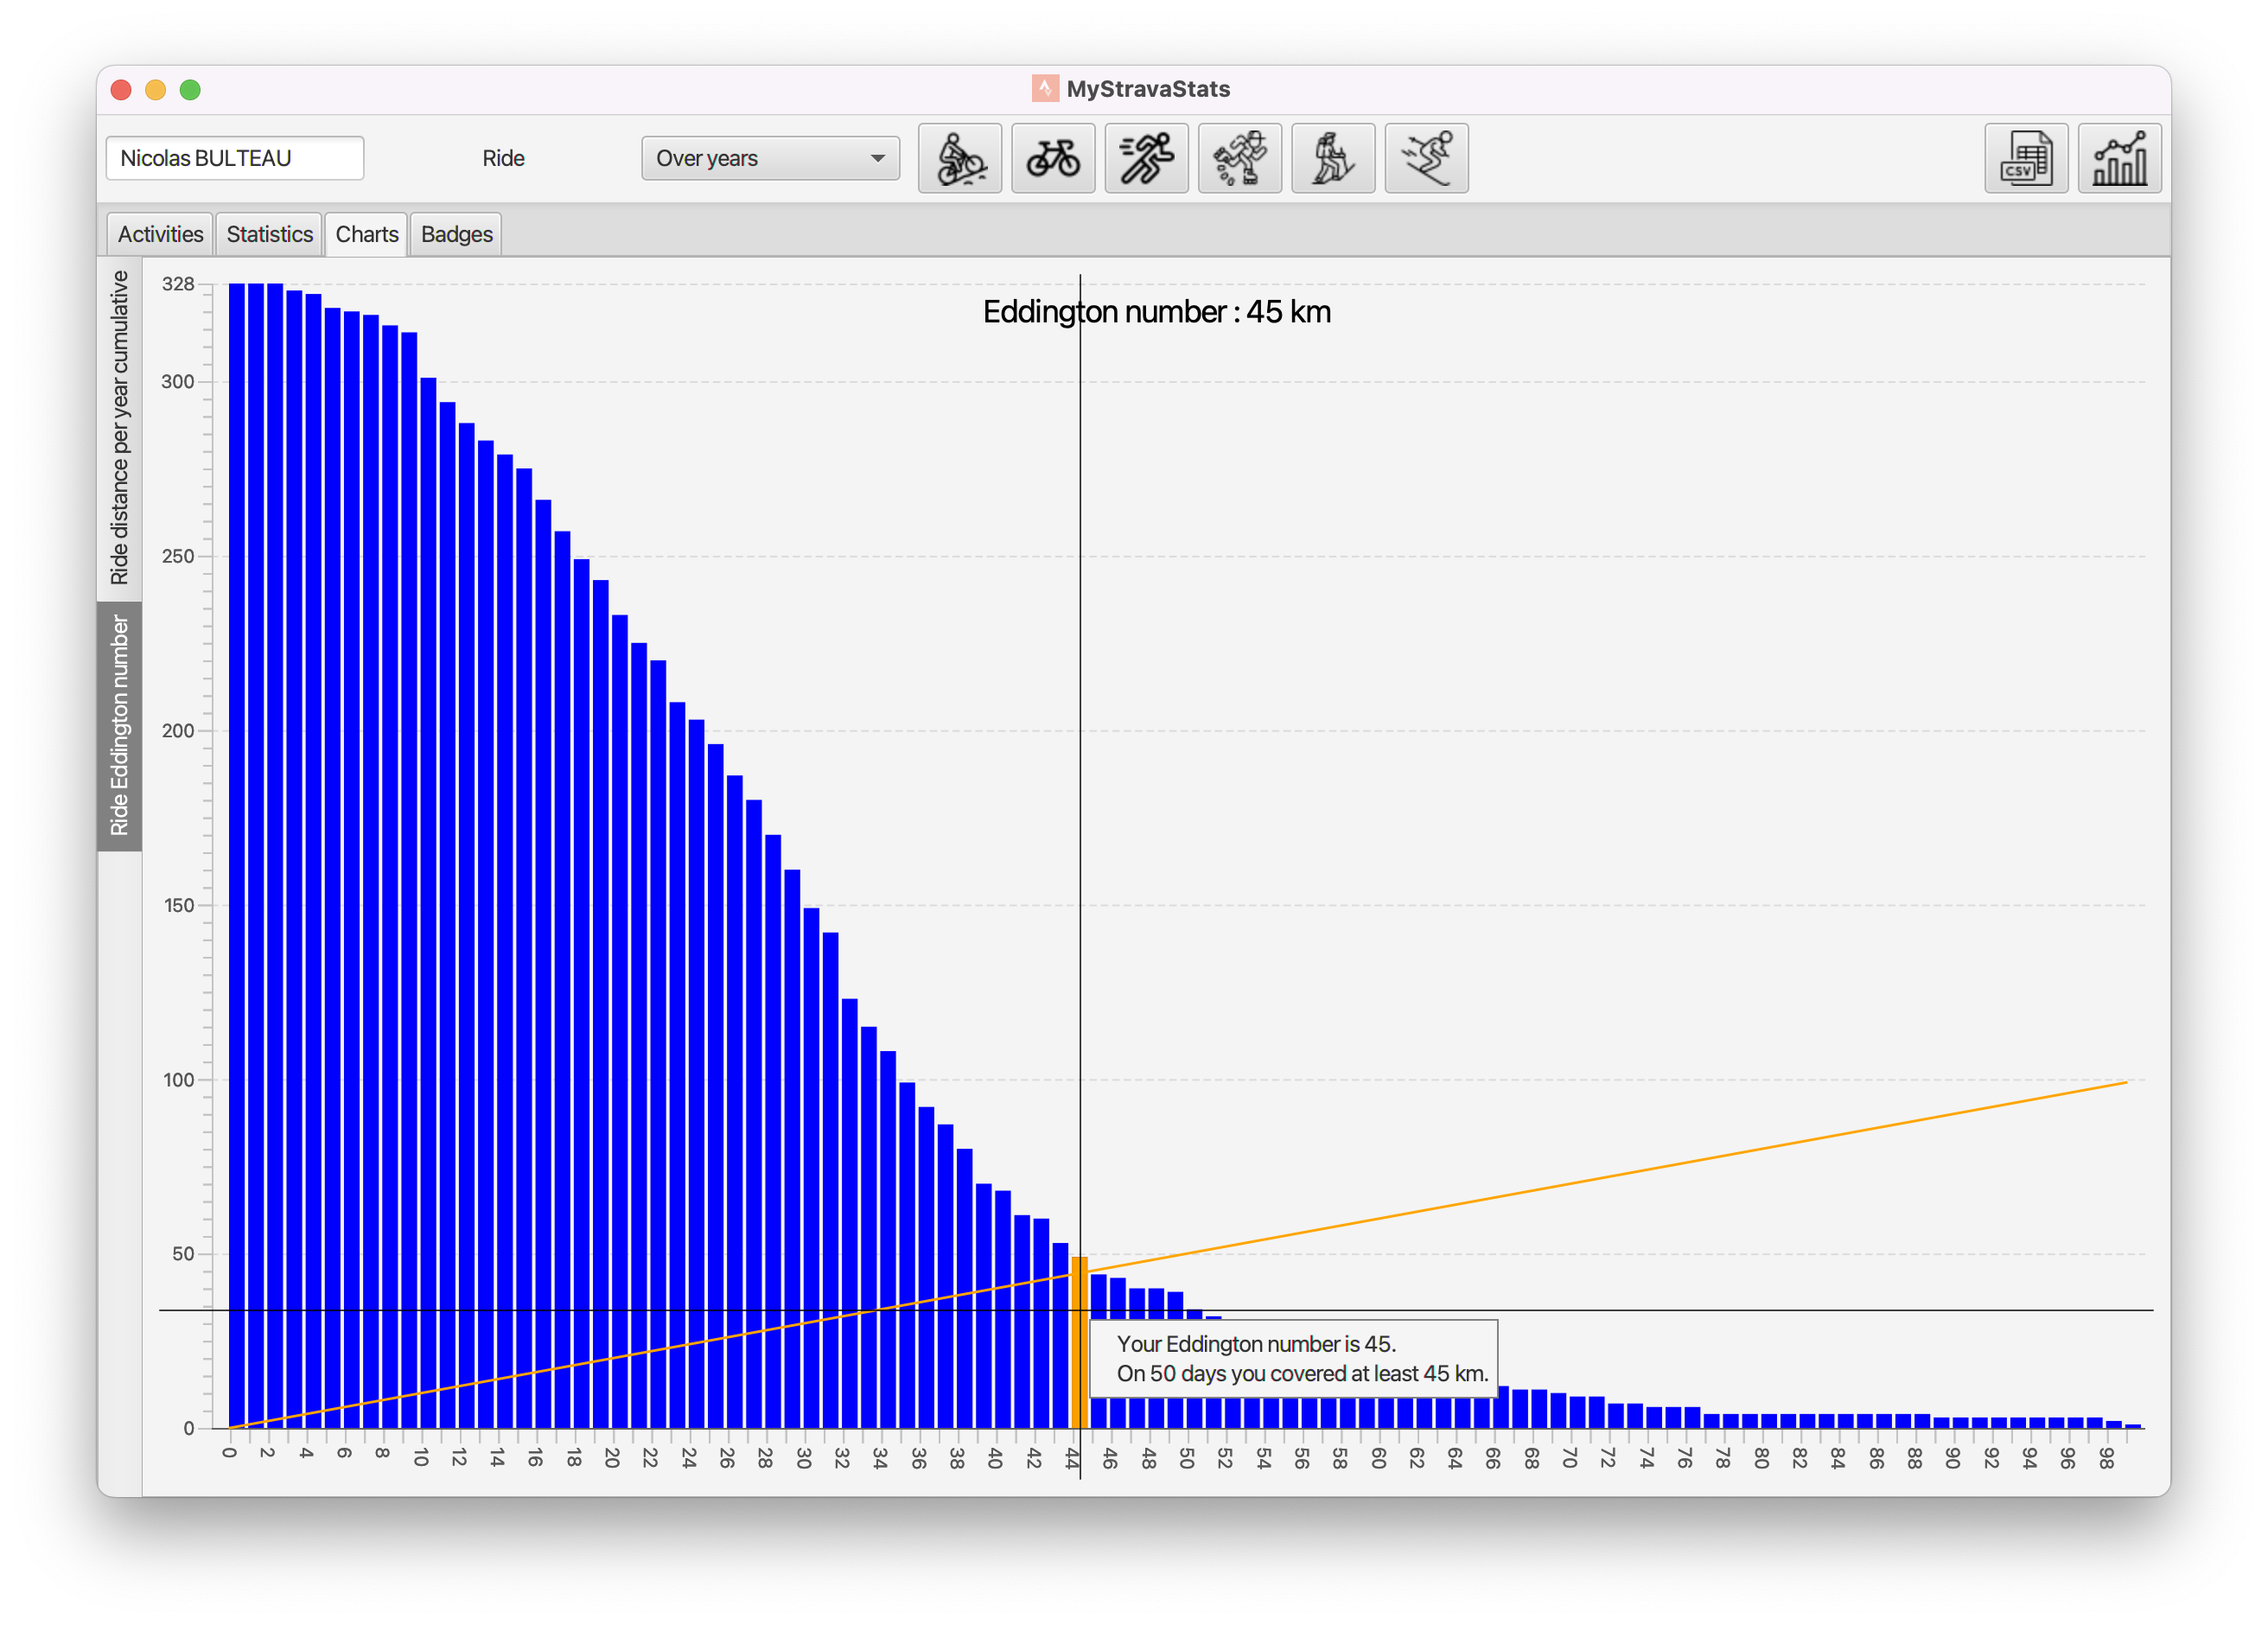 MyStravaStats
Nicolas BULTEAU
Ride
Over years
CSV
Activities
Statistics
Charts
Badges
Ride distance per year cumulative
Ride Eddington number
Eddington number : 45 km
328
300
250
200
150
100
50
0
Your Eddington number is 45.
On 50 days you covered at least 45 km.
0 2 4 6 8 10 12 14 16 18 20 22 24 26 28 30 32 34 36 38 40 42 44 46 48 50 52 54 56 58 60 62 64 66 68 70 72 74 76 78 80 82 84 86 88 90 92 94 96 98